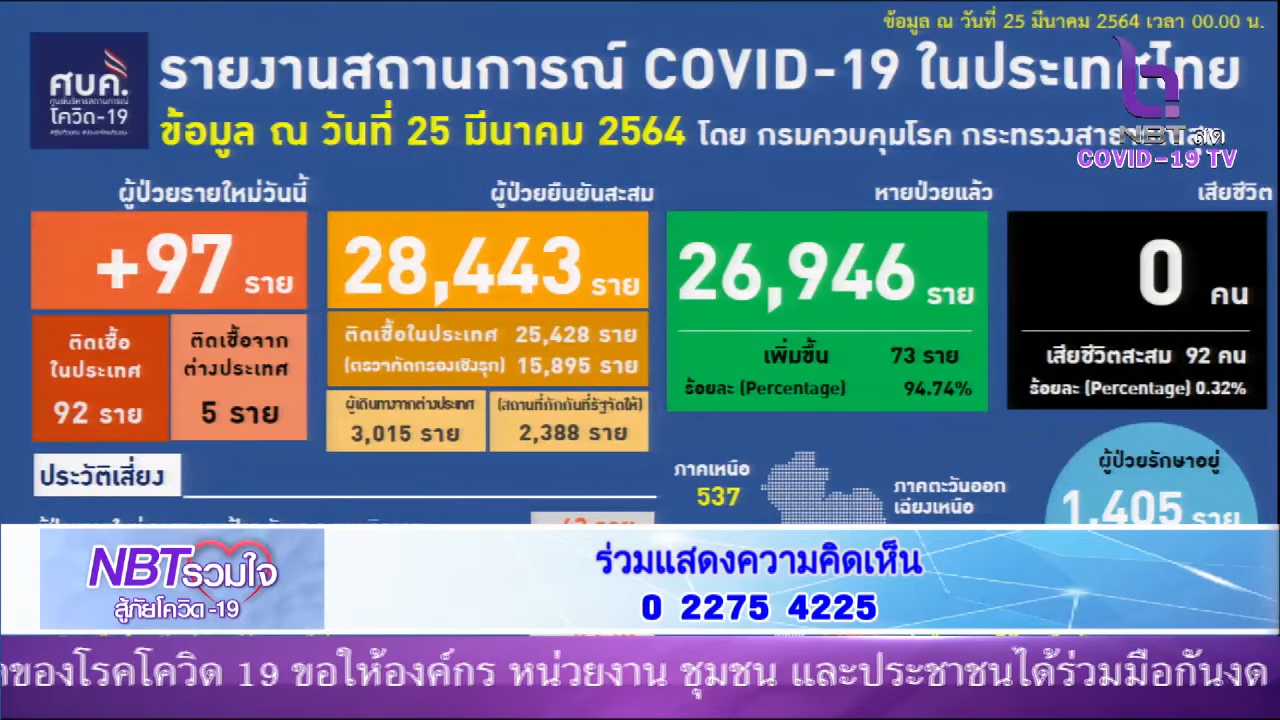 ข้อมูล ณ วันที่ 25 มีนาคม 2564 เวลา 00.00 น.
ศบค.
ศูนย์บริหารสถานการณ์
โควิด-19
รายงานสถานการณ์ COVID-19 ในประเทศไทย
ข้อมูล ณ วันที่ 25 มีนาคม 2564 โดย กรมควบคุมโรค กระทรวงสาธารณสุข
NBT สด
COVID-19 TV
ผู้ป่วยรายใหม่วันนี้
+97 ราย
ติดเชื้อ
ในประเทศ
92 ราย
ติดเชื้อจาก
ต่างประเทศ
5 ราย
ผู้ป่วยยืนยันสะสม
28,443 ราย
ติดเชื้อในประเทศ 25,428 ราย
(ตรวจคัดกรองเชิงรุก) 15,895 ราย
ผู้เดินทางจากต่างประเทศ
3,015 ราย
(สถานที่กักกันที่รัฐจัดให้)
2,388 ราย
หายป่วยแล้ว
26,946 ราย
เพิ่มขึ้น 73 ราย
ร้อยละ (Percentage) 94.74%
เสียชีวิต
0 คน
เสียชีวิตสะสม 92 คน
ร้อยละ (Percentage) 0.32%
ประวัติเสี่ยง
ภาคเหนือ
537
ภาคตะวันออก
เฉียงเหนือ
ผู้ป่วยรักษาอยู่
1,405 ราย
NBTรวมใจ
สู้ภัยโควิด-19
ร่วมแสดงความคิดเห็น
0 2275 4225
ของโรคโควิด 19 ขอให้องค์กร หน่วยงาน ชุมชน และประชาชนได้ร่วมมือกันงด